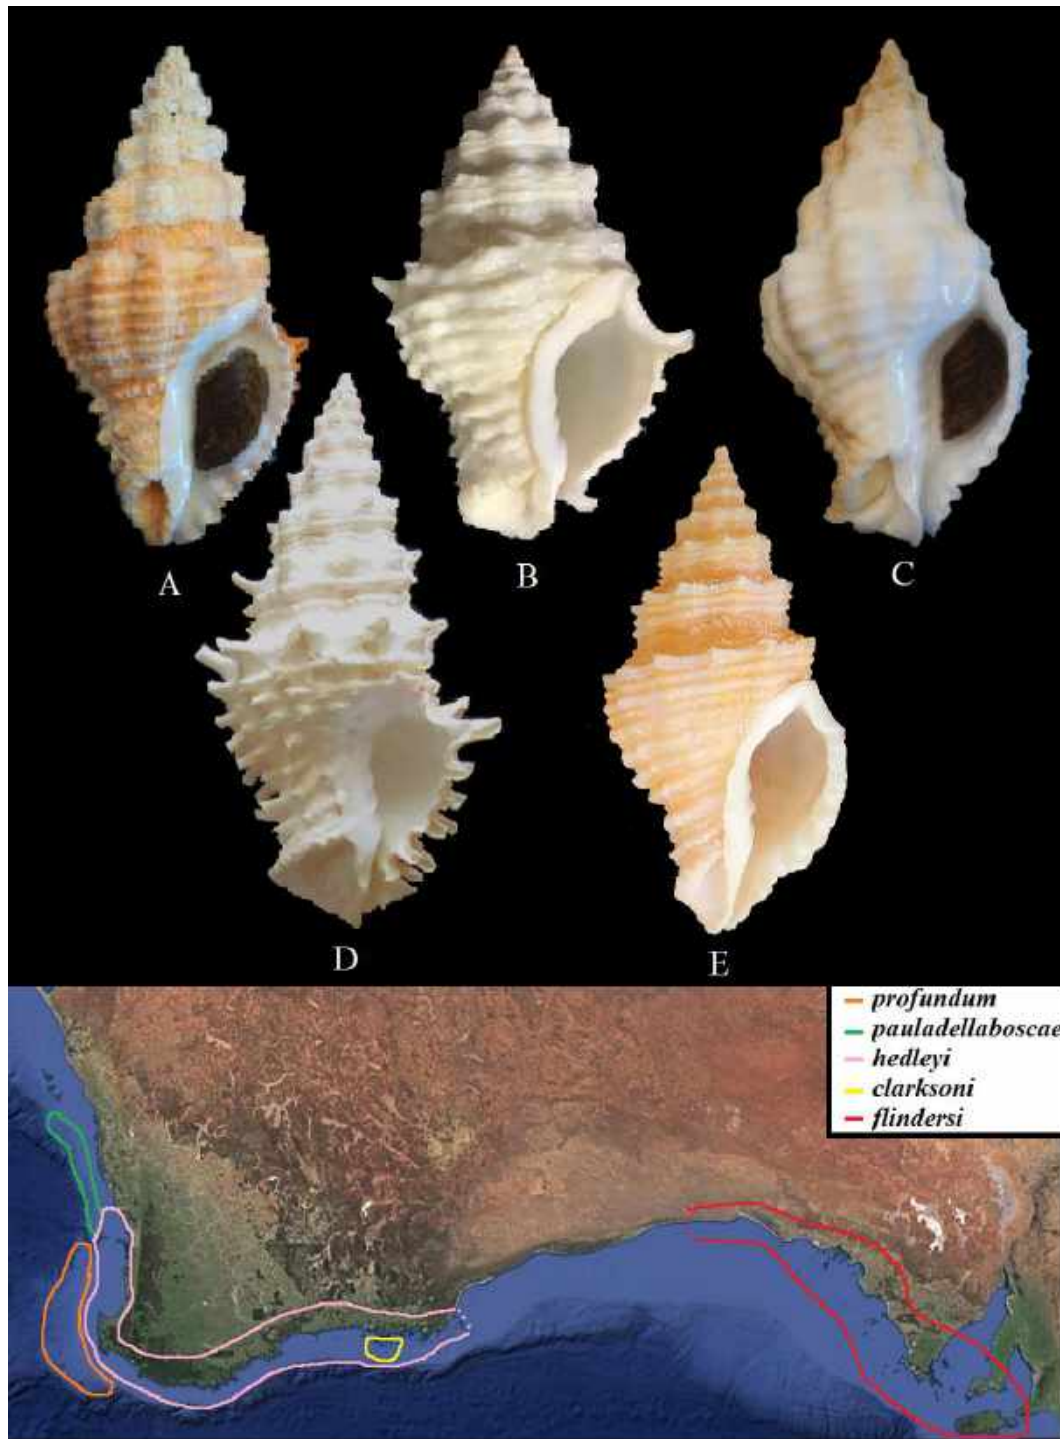 A
B
C
D
E
profundum
pauladellaboscae
hedleyi
clarksoni
flindersi